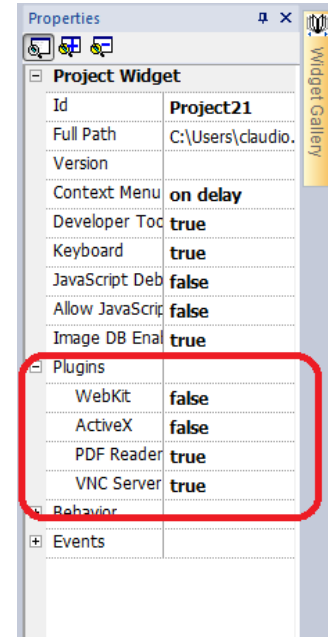 Properties
Project Widget
Id Project21
Full Path C:\Users\claudio.
Version
Context Menu on delay
Developer Too true
Keyboard true
JavaScript Deb false
Allow JavaScrip false
Image DB Enal true
Plugins
WebKit false
ActiveX false
PDF Reader true
VNC Server true
Behavior
Events
Widget Gallery